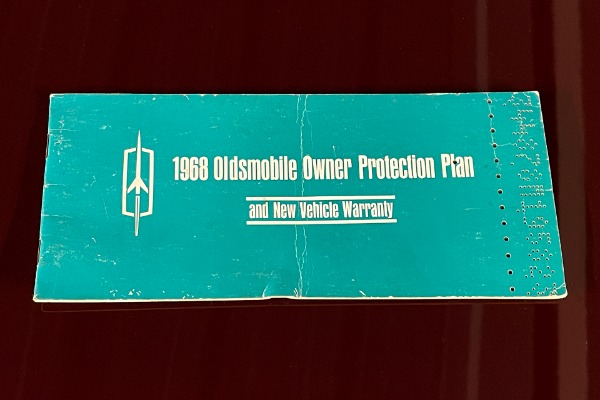 1968 Oldsmobile Owner Protection Plan
and New Vehicle Warranty